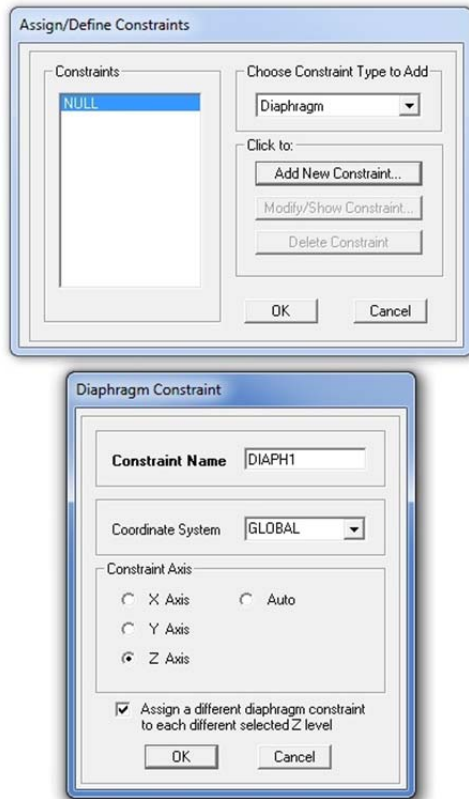 Assign/Define Constraints
Constraints
NULL
Choose Constraint Type to Add
Diaphragm
Click to:
Add New Constraint...
Modify/Show Constraint...
Delete Constraint
OK
Cancel
Diaphragm Constraint
Constraint Name
DIAPH1
Coordinate System
GLOBAL
Constraint Axis
X Axis
Auto
Y Axis
Z Axis
Assign a different diaphragm constraint
to each different selected Z level
OK
Cancel